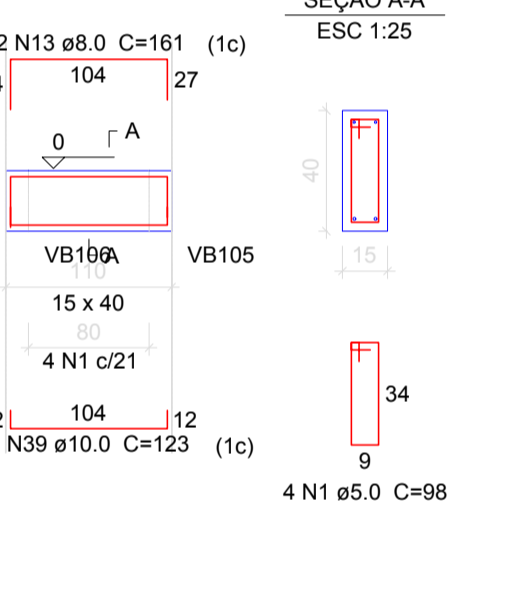 SEÇÃO A-A
ESC 1:25
2 N13 ø8.0 C=161 (1c)
104
27
0
A
40
VB106
A
VB105
110
15
15 x 40
80
4 N1 c/21
34
104
12
N39 ø10.0 C=123 (1c)
9
4 N1 ø5.0 C=98